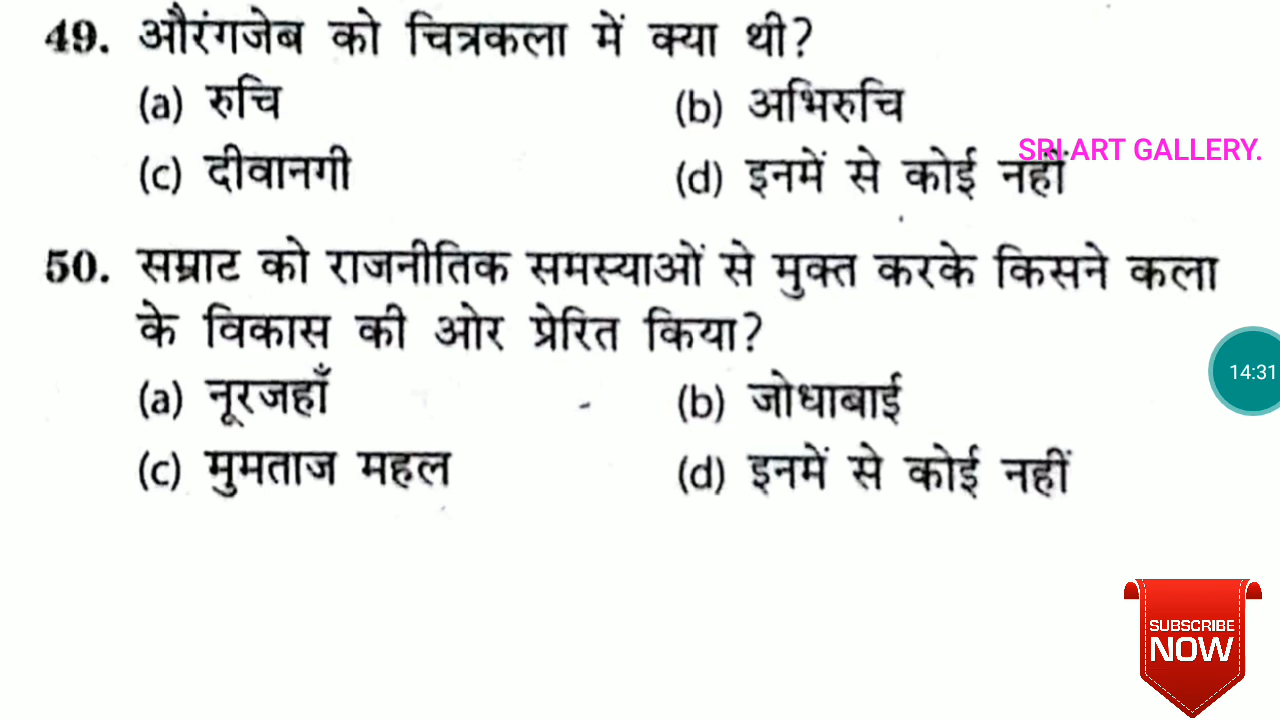 49. औरंगजेब को चित्रकला में क्या थी?
(a) रुचि (b) अभिरुचि
SRI ART GALLERY.
(c) दीवानगी (d) इनमें से कोई नहीं
50. सम्राट को राजनीतिक समस्याओं से मुक्त करके किसने कला
के विकास की ओर प्रेरित किया?
14:31
(a) नूरजहाँ (b) जोधाबाई
(c) मुमताज महल (d) इनमें से कोई नहीं
SUBSCRIBE
NOW